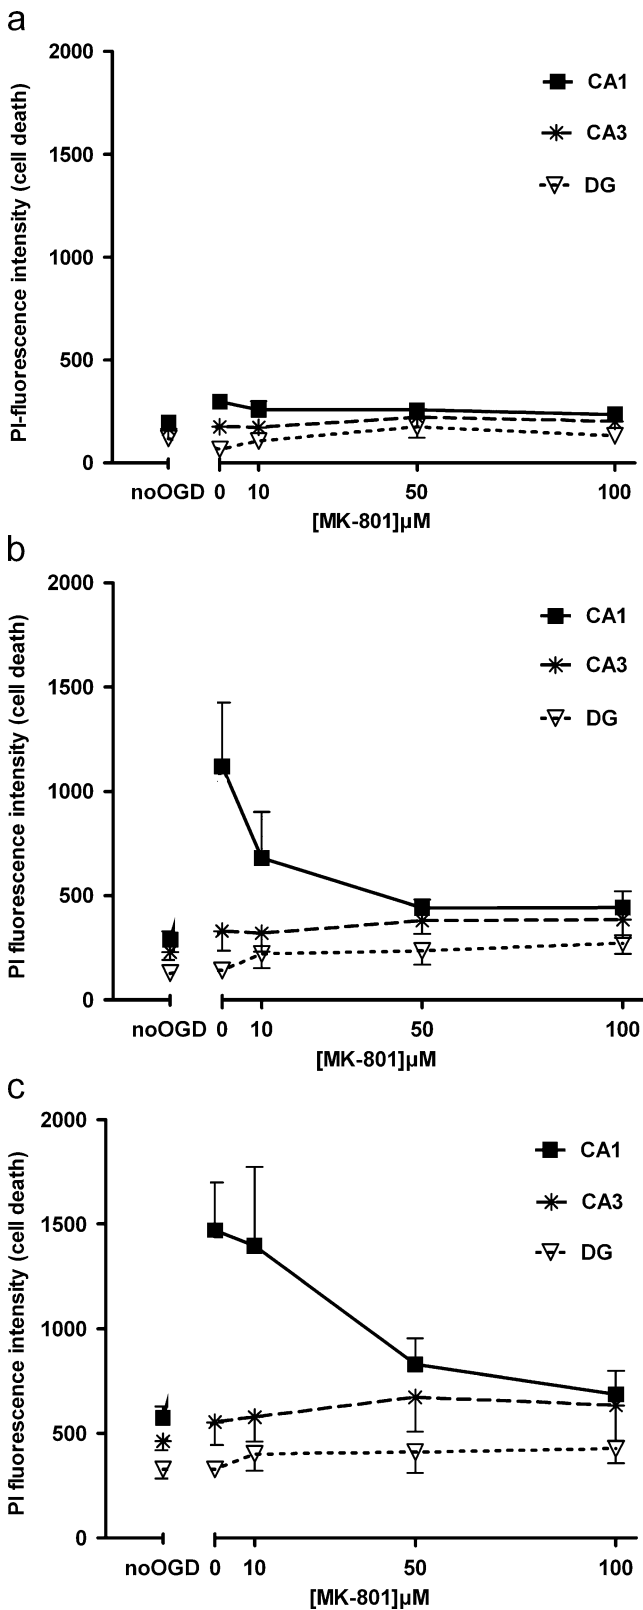 a
PI-fluorescence intensity (cell death)
2000
1500
1000
500
0
CA1
CA3
DG
noOGD 0 10 50 100
[MK-801]µM
b
PI fluorescence intensity (cell death)
2000
1500
1000
500
0
CA1
CA3
DG
noOGD 0 10 50 100
[MK-801]µM
c
PI fluorescence intensity (cell death)
2000
1500
1000
500
0
CA1
CA3
DG
noOGD 0 10 50 100
[MK-801]µM